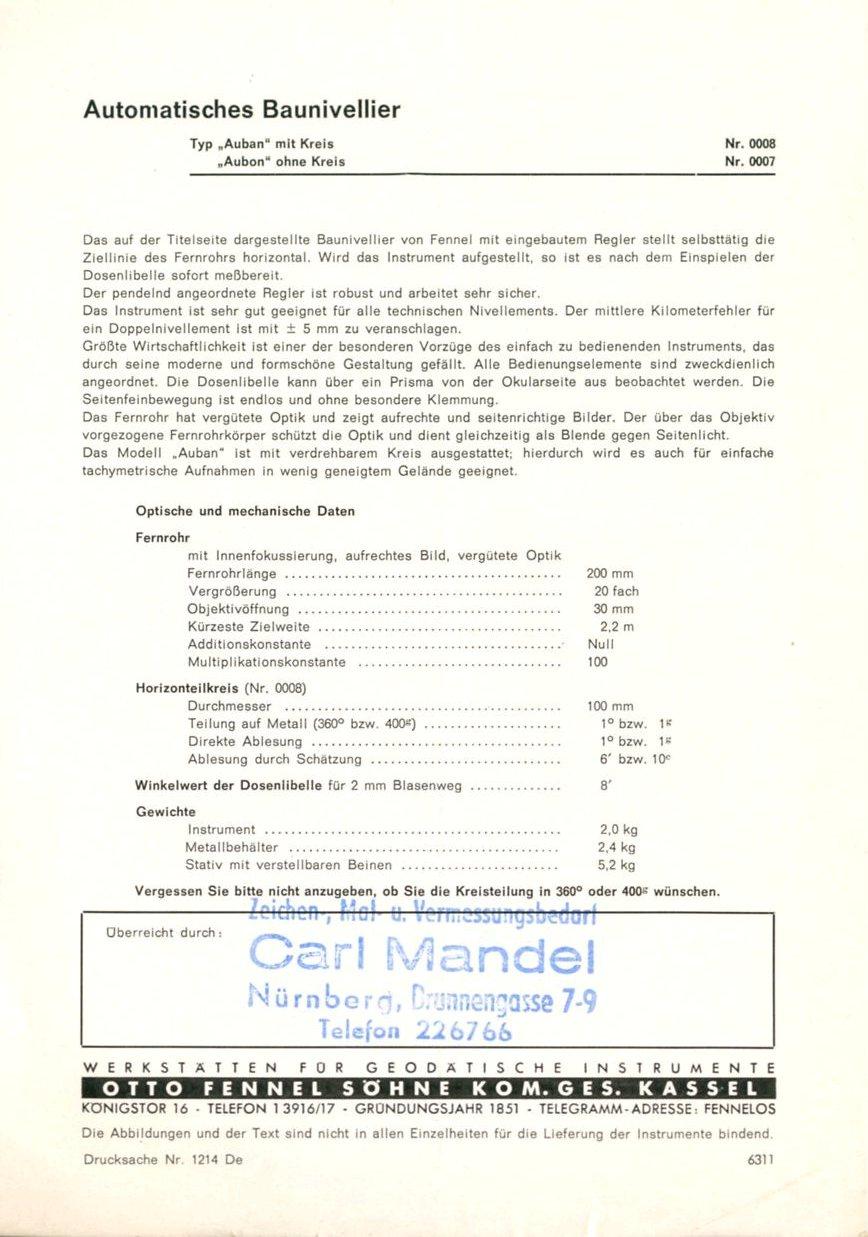 Automatisches Baunivellier
Typ „Auban“ mit Kreis Nr. 0008
„Aubon“ ohne Kreis Nr. 0007
Das auf der Titelseite dargestellte Baunivellier von Fennel mit eingebautem Regler stellt selbsttätig die
Ziellinie des Fernrohrs horizontal. Wird das Instrument aufgestellt, so ist es nach dem Einspielen der
Dosenlibelle sofort meßbereit.
Der pendelnd angeordnete Regler ist robust und arbeitet sehr sicher.
Das Instrument ist sehr gut geeignet für alle technischen Nivellements. Der mittlere Kilometerfehler für
ein Doppelnivellement ist mit ± 5 mm zu veranschlagen.
Größte Wirtschaftlichkeit ist einer der besonderen Vorzüge des einfach zu bedienenden Instruments, das
durch seine moderne und formschöne Gestaltung gefällt. Alle Bedienungselemente sind zweckdienlich
angeordnet. Die Dosenlibelle kann über ein Prisma von der Okularseite aus beobachtet werden. Die
Seitenfeinbewegung ist endlos und ohne besondere Klemmung.
Das Fernrohr hat vergütete Optik und zeigt aufrechte und seitenrichtige Bilder. Der über das Objektiv
vorgezogene Fernrohrkörper schützt die Optik und dient gleichzeitig als Blende gegen Seitenlicht.
Das Modell „Auban“ ist mit verdrehbarem Kreis ausgestattet; hierdurch wird es auch für einfache
tachymetrische Aufnahmen in wenig geneigtem Gelände geeignet.
Optische und mechanische Daten
Fernrohr
mit Innenfokussierung, aufrechtes Bild, vergütete Optik
Fernrohrlänge ........................................ 200 mm
Vergrößerung ........................................ 20 fach
Objektivöffnung ...................................... 30 mm
Kürzeste Zielweite ................................... 2,2 m
Additionskonstante .................................. Null
Multiplikationskonstante ............................. 100
Horizonteilkreis (Nr. 0008)
Durchmesser ........................................ 100 mm
Teilung auf Metall (360° bzw. 400ᵍ) ..................... 1° bzw. 1ᵍ
Direkte Ablesung .................................... 1° bzw. 1ᵍ
Ablesung durch Schätzung ............................ 6′ bzw. 10ᶜ
Winkelwert der Dosenlibelle für 2 mm Blasenweg .............. 8′
Gewichte
Instrument ........................................... 2,0 kg
Metallbehälter ....................................... 2,4 kg
Stativ mit verstellbaren Beinen ........................ 5,2 kg
Vergessen Sie bitte nicht anzugeben, ob Sie die Kreisteilung in 360° oder 400ᵍ wünschen.
Zeichen-, Mal- u. Vermessungsbedarf
Überreicht durch:
Carl Mandel
Nürnberg, Brunnengasse 7-9
Telefon 226766
WERKSTÄTTEN FÜR GEODÄTISCHE INSTRUMENTE
OTTO FENNEL SÖHNE KOM. GES. KASSEL
KÖNIGSTOR 16 - TELEFON 13916/17 - GRÜNDUNGSJAHR 1851 - TELEGRAMM-ADRESSE: FENNELOS
Die Abbildungen und der Text sind nicht in allen Einzelheiten für die Lieferung der Instrumente bindend.
Drucksache Nr. 1214 De 6311